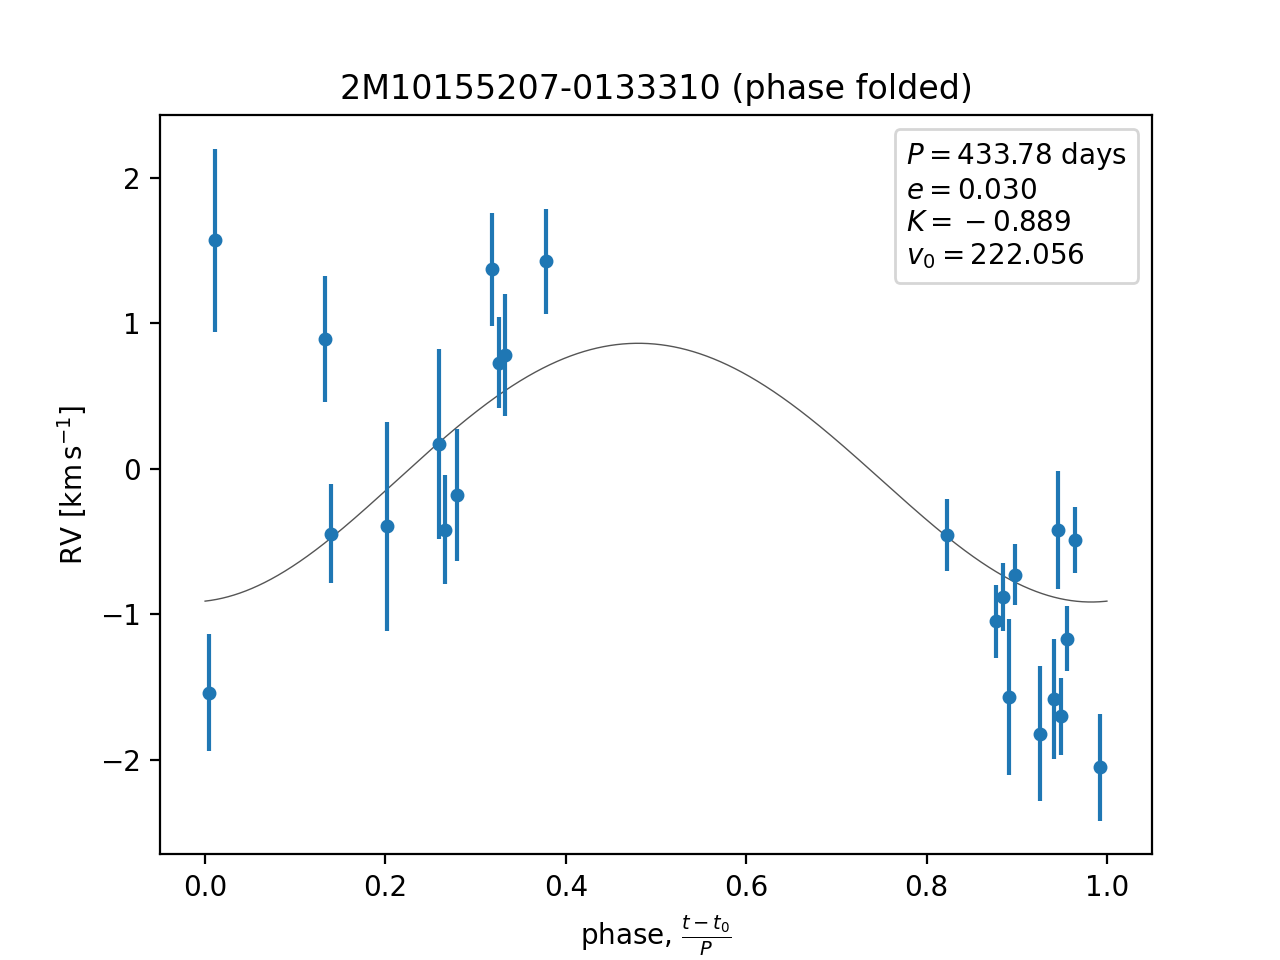 2M10155207-0133310 (phase folded)
P = 433.78 days
e = 0.030
K = −0.889
v₀ = 222.056
2
1
0
−1
−2
RV [km s⁻¹]
0.0 0.2 0.4 0.6 0.8 1.0
phase, (t − t₀)/P